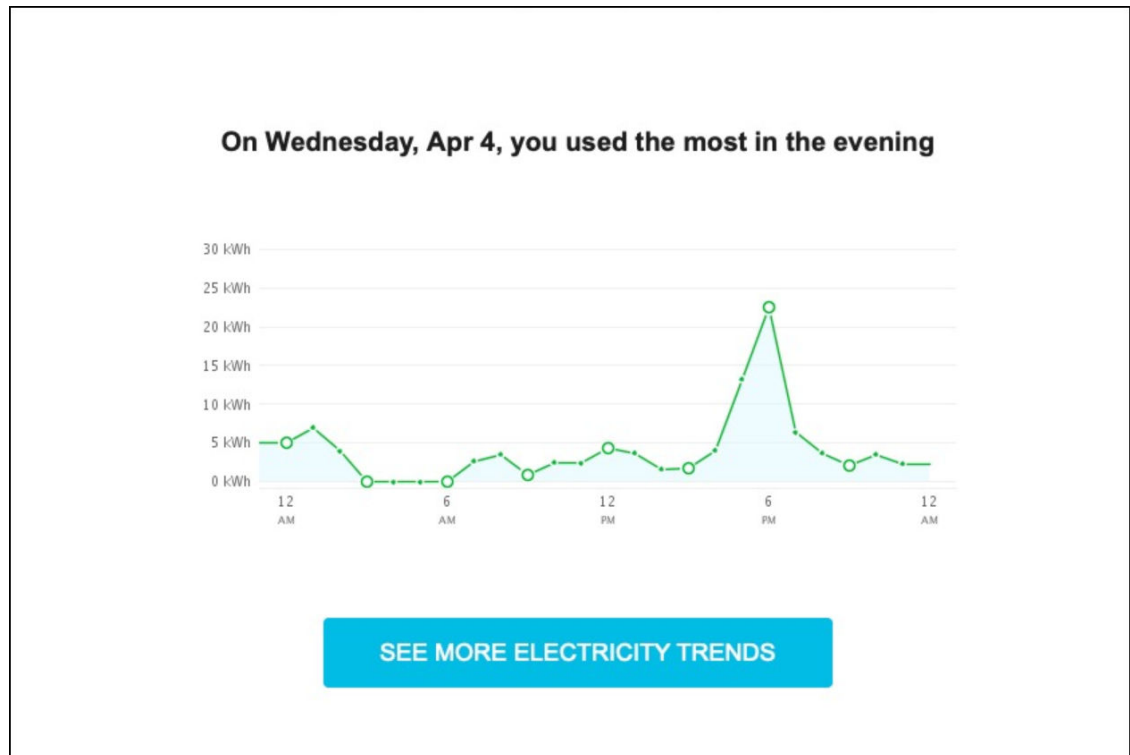 On Wednesday, Apr 4, you used the most in the evening
30 kWh
25 kWh
20 kWh
15 kWh
10 kWh
5 kWh
0 kWh
12 6 12 6 12
AM AM PM PM AM
SEE MORE ELECTRICITY TRENDS